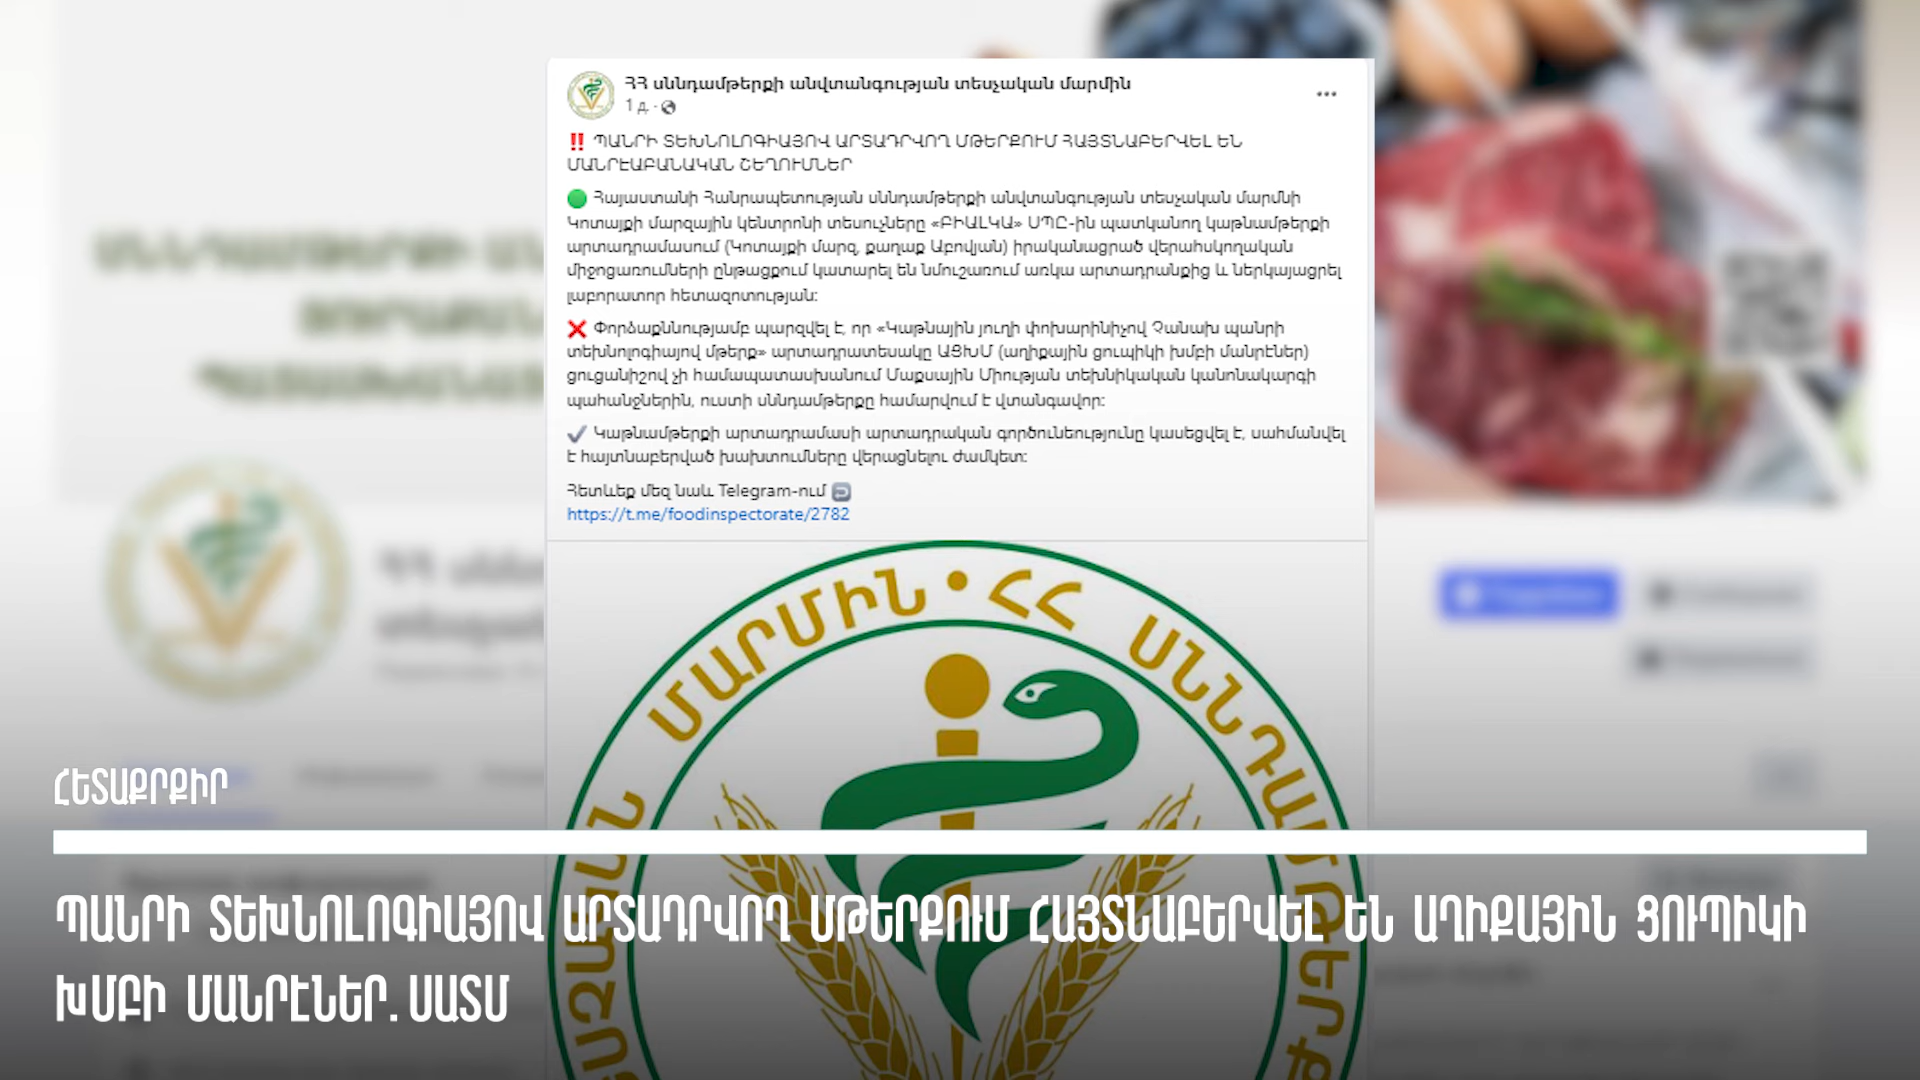 ՀՀ սննդամթերքի անվտանգության տեսչական մարմին
1 д. ·
‼ ՊԱՆՐԻ ՏԵԽՆՈԼՈԳԻԱՅՈՎ ԱՐՏԱԴՐՎՈՂ ՄԹԵՐՔՈՒՄ ՀԱՅՏՆԱԲԵՐՎԵԼ ԵՆ
ՄԱՆՐԷԱԲԱՆԱԿԱՆ ՇԵՂՈՒՄՆԵՐ
🟢 Հայաստանի Հանրապետության սննդամթերքի անվտանգության տեսչական մարմնի
Կոտայքի մարզային կենտրոնի տեսուչները «ԲԻԱԼԿԱ» ՍՊԸ-ին պատկանող կաթնամթերքի
արտադրամասում (Կոտայքի մարզ, քաղաք Աբովյան) իրականացրած վերահսկողական
միջոցառումների ընթացքում կատարել են նմուշառում առկա արտադրանքից և ներկայացրել
լաբորատոր հետազոտության:
❌ Փորձաքննությամբ պարզվել է, որ «Կաթնային յուղի փոխարինիչով Չանախ պանրի
տեխնոլոգիայով մթերք» արտադրատեսակը ԱՑԽՄ (աղիքային ցուպիկի խմբի մանրէներ)
ցուցանիշով չի համապատասխանում Մաքսային Միության տեխնիկական կանոնակարգի
պահանջներին, ուստի սննդամթերքը համարվում է վտանգավոր:
✔ Կաթնամթերքի արտադրամասի արտադրական գործունեությունը կասեցվել է, սահմանվել
է հայտնաբերված խախտումները վերացնելու ժամկետ:
Հետևեք մեզ նաև Telegram-ում
https://t.me/foodinspectorate/2782
ՄԱՐՄԻՆ • ՀՀ ՍՆՆԴԱՄԹԵՐՔ
ՀԵՏԱՔՐՔԻՐ
ՊԱՆՐԻ ՏԵԽՆՈԼՈԳԻԱՅՈՎ ԱՐՏԱԴՐՎՈՂ ՄԹԵՐՔՈՒՄ ՀԱՅՏՆԱԲԵՐՎԵԼ ԵՆ ԱՂԻՔԱՅԻՆ ՑՈՒՊԻԿԻ
ԽՄԲԻ ՄԱՆՐԷՆԵՐ. ՍԱՏՄ